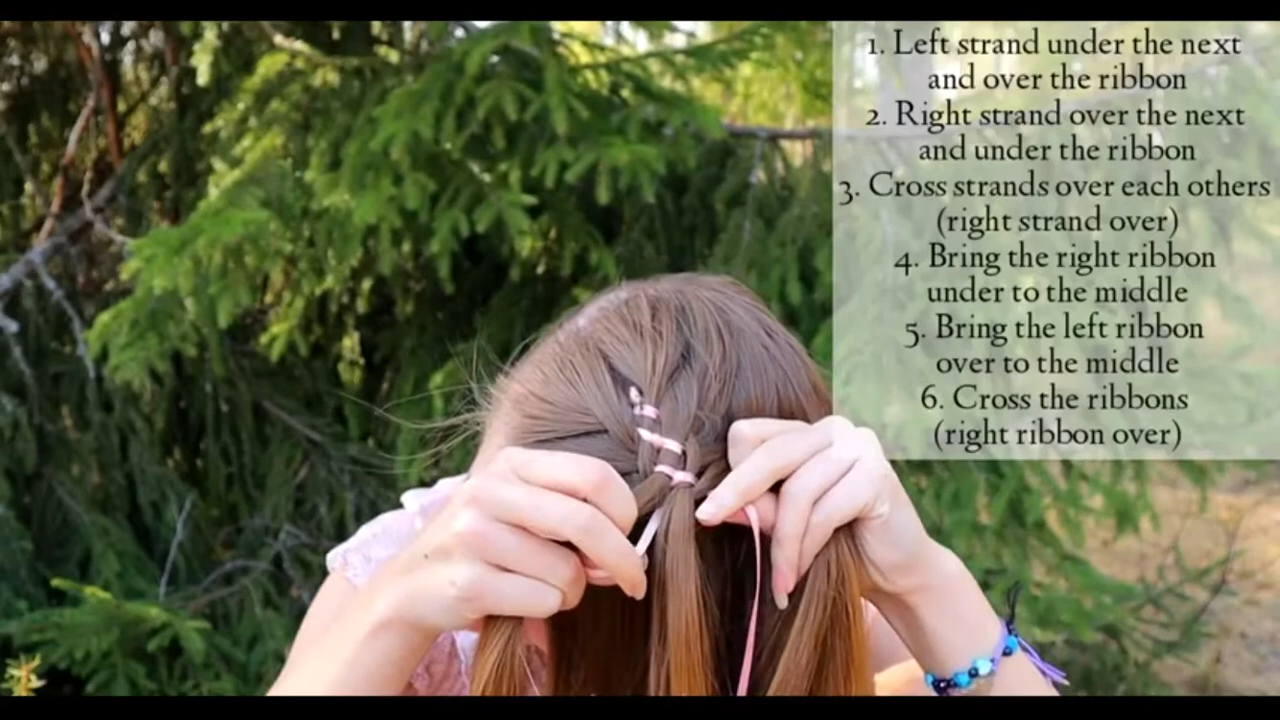 1. Left strand under the next
and over the ribbon
2. Right strand over the next
and under the ribbon
3. Cross strands over each others
(right strand over)
4. Bring the right ribbon
under to the middle
5. Bring the left ribbon
over to the middle
6. Cross the ribbons
(right ribbon over)